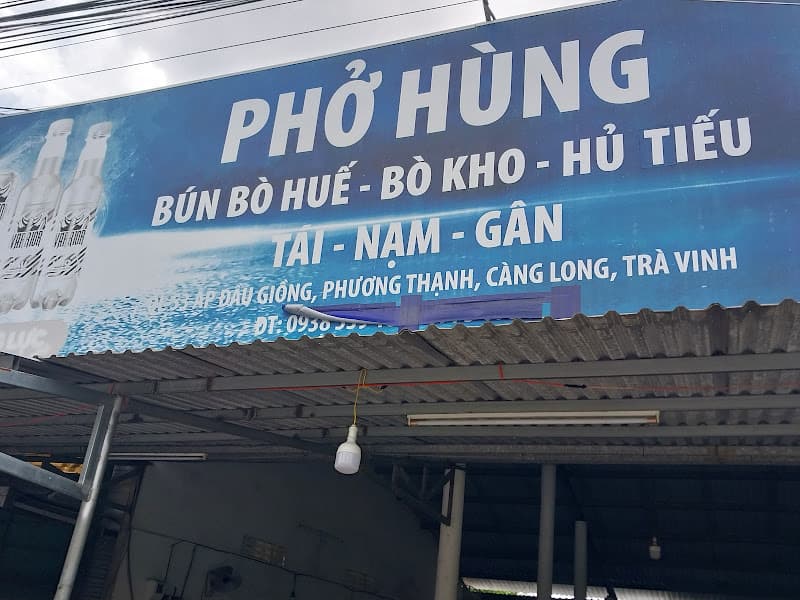 PHỞ HÙNG
BÚN BÒ HUẾ - BÒ KHO - HỦ TIẾU
TÁI - NẠM - GÂN
ẤP ĐẦU GIỒNG, PHƯƠNG THẠNH, CÀNG LONG, TRÀ VINH
ĐT: 0938